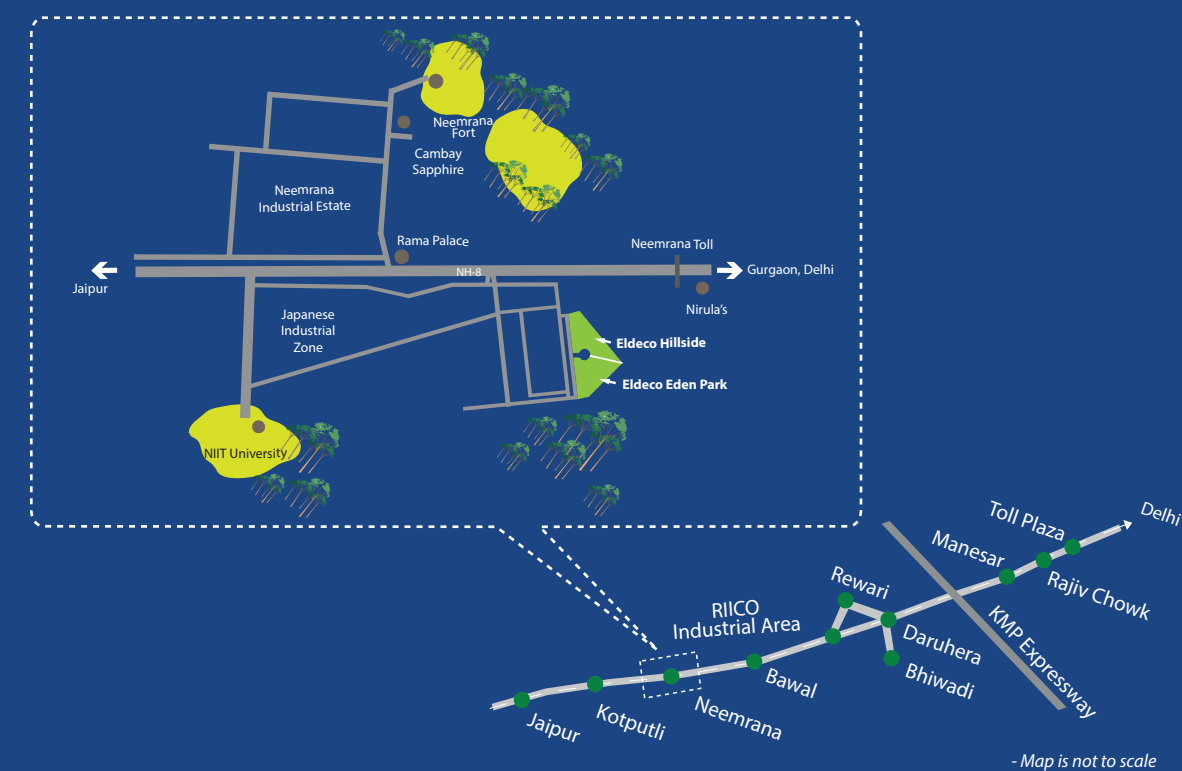 Neemrana
Fort
Cambay
Sapphire
Neemrana
Industrial Estate
Rama Palace
Neemrana Toll
NH-8
Gurgaon, Delhi
Jaipur
Nirula's
Japanese
Industrial
Zone
Eldeco Hillside
Eldeco Eden Park
NIIT University
Delhi
Toll Plaza
Manesar
Rajiv Chowk
Rewari
RIICO
Industrial Area
KMP Expressway
Daruhera
Bhiwadi
Bawal
Neemrana
Kotputli
Jaipur
- Map is not to scale